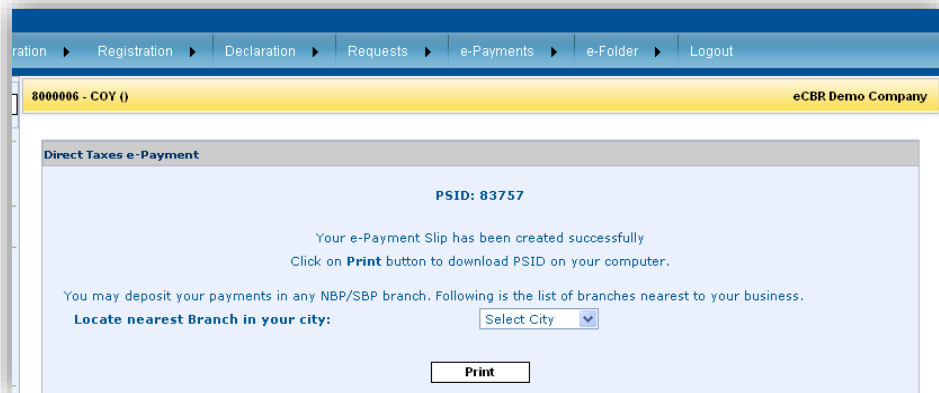 ration Registration Declaration Requests e-Payments e-Folder Logout
8000006 - COY () eCBR Demo Company
Direct Taxes e-Payment
PSID: 83757
Your e-Payment Slip has been created successfully
Click on Print button to download PSID on your computer.
You may deposit your payments in any NBP/SBP branch. Following is the list of branches nearest to your business.
Locate nearest Branch in your city: Select City
Print